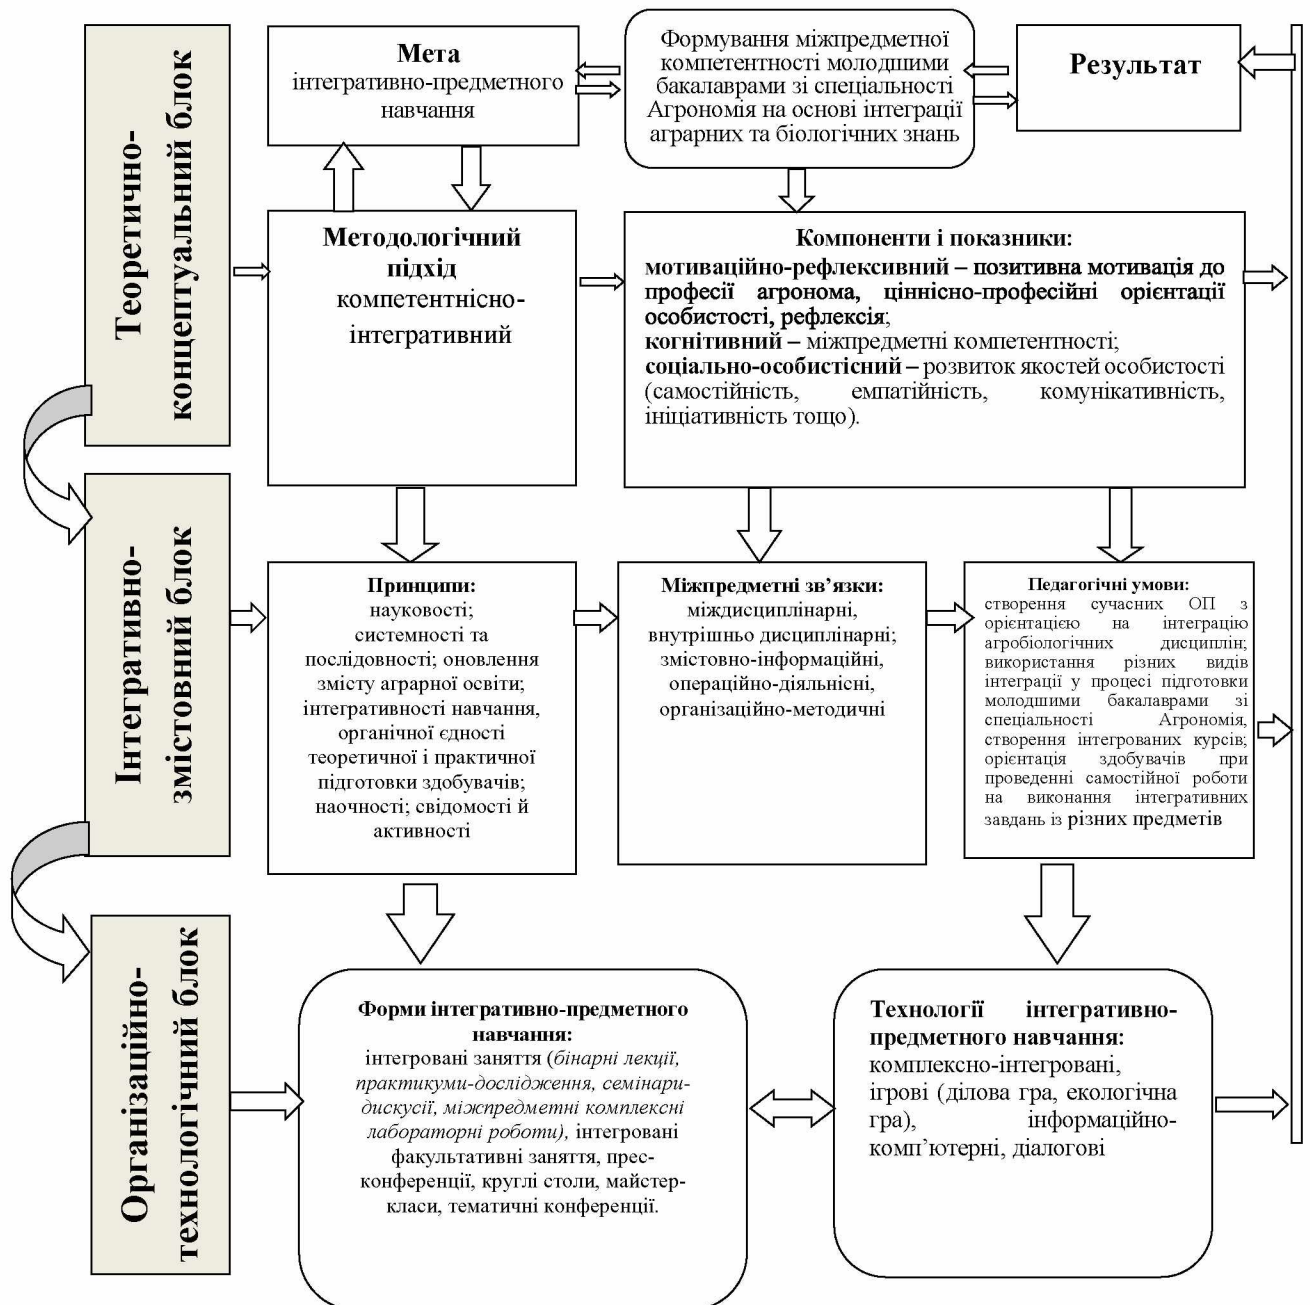 Теоретично-
концептуальний блок
Мета
інтегративно-предметного
навчання
Формування міжпредметної
компетентності молодшими
бакалаврами зі спеціальності
Агрономія на основі інтеграції
аграрних та біологічних знань
Результат
Методологічний
підхід
компетентнісно-
інтегративний
Компоненти і показники:
мотиваційно-рефлексивний – позитивна мотивація до
професії агронома, ціннісно-професійні орієнтації
особистості, рефлексія;
когнітивний – міжпредметні компетентності;
соціально-особистісний – розвиток якостей особистості
(самостійність, емпатійність, комунікативність,
ініціативність тощо).
Інтегративно-
змістовний блок
Принципи:
науковості;
системності та
послідовності; оновлення
змісту аграрної освіти;
інтегративності навчання,
органічної єдності
теоретичної і практичної
підготовки здобувачів;
наочності; свідомості й
активності
Міжпредметні зв’язки:
міждисциплінарні,
внутрішньо дисциплінарні;
змістовно-інформаційні,
операційно-діяльнісні,
організаційно-методичні
Педагогічні умови:
створення сучасних ОП з
орієнтацією на інтеграцію
агробіологічних дисциплін;
використання різних видів
інтеграції у процесі підготовки
молодшими бакалаврами зі
спеціальності Агрономія,
створення інтегрованих курсів;
орієнтація здобувачів при
проведенні самостійної роботи
на виконання інтегративних
завдань із різних предметів
Організаційно-
технологічний блок
Форми інтегративно-предметного
навчання:
інтегровані заняття (бінарні лекції,
практикуми-дослідження, семінари-
дискусії, міжпредметні комплексні
лабораторні роботи), інтегровані
факультативні заняття, прес-
конференції, круглі столи, майстер-
класи, тематичні конференції.
Технології інтегративно-
предметного навчання:
комплексно-інтегровані,
ігрові (ділова гра, екологічна
гра), інформаційно-
комп’ютерні, діалогові